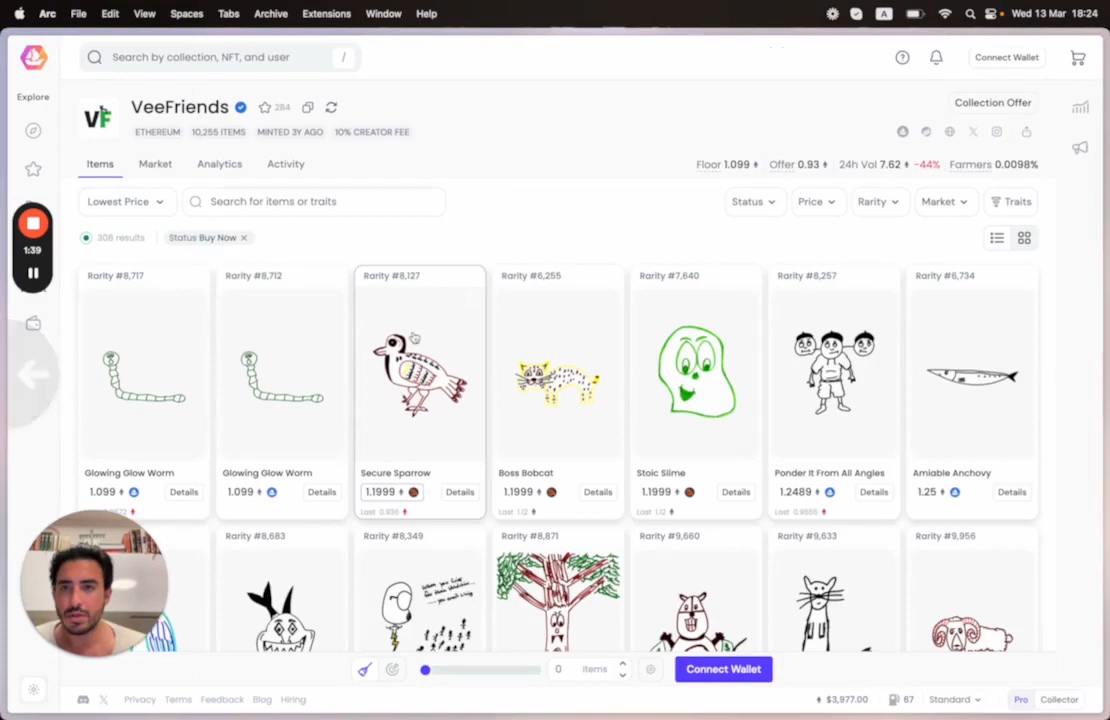 Arc File Edit View Spaces Tabs Archive Extensions Window Help
A
Wed 13 Mar 18:24
Search by collection, NFT, and user /
Connect Wallet
Explore
VF
VeeFriends 284
Collection Offer
ETHEREUM 10,255 ITEMS MINTED 3Y AGO 10% CREATOR FEE
Items Market Analytics Activity
Floor 1.099 Offer 0.93 24h Vol 7.62 -44% Farmers 0.0098%
Lowest Price Search for items or traits Status Price Rarity Market Traits
1:39
308 results Status Buy Now
Rarity #8,717 Rarity #8,712 Rarity #8,127 Rarity #6,255 Rarity #7,640 Rarity #8,257 Rarity #6,734
Glowing Glow Worm Glowing Glow Worm Secure Sparrow Boss Bobcat Stoic Slime Ponder It From All Angles Amiable Anchovy
1.099 Details 1.099 Details 1.1999 Details 1.1999 Details 1.1999 Details 1.2489 Details 1.25 Details
Last 0.936 Last 1.12 Last 1.12 Last 0.9556
Rarity #8,683 Rarity #8,349 Rarity #8,871 Rarity #9,660 Rarity #9,633 Rarity #9,956
0 Items Connect Wallet
Privacy Terms Feedback Blog Hiring
$3,977.00 67 Standard Pro Collector